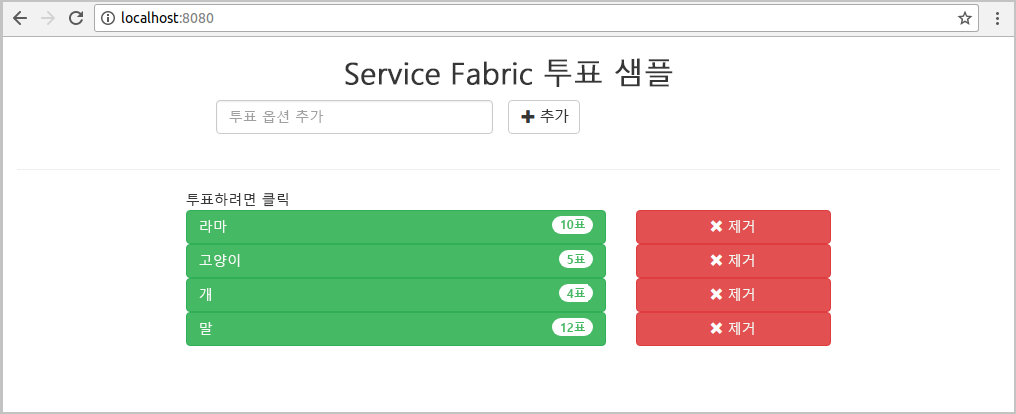 localhost:8080
Service Fabric 투표 샘플
투표 옵션 추가
추가
투표하려면 클릭
라마 10표 제거
고양이 5표 제거
개 4표 제거
말 12표 제거